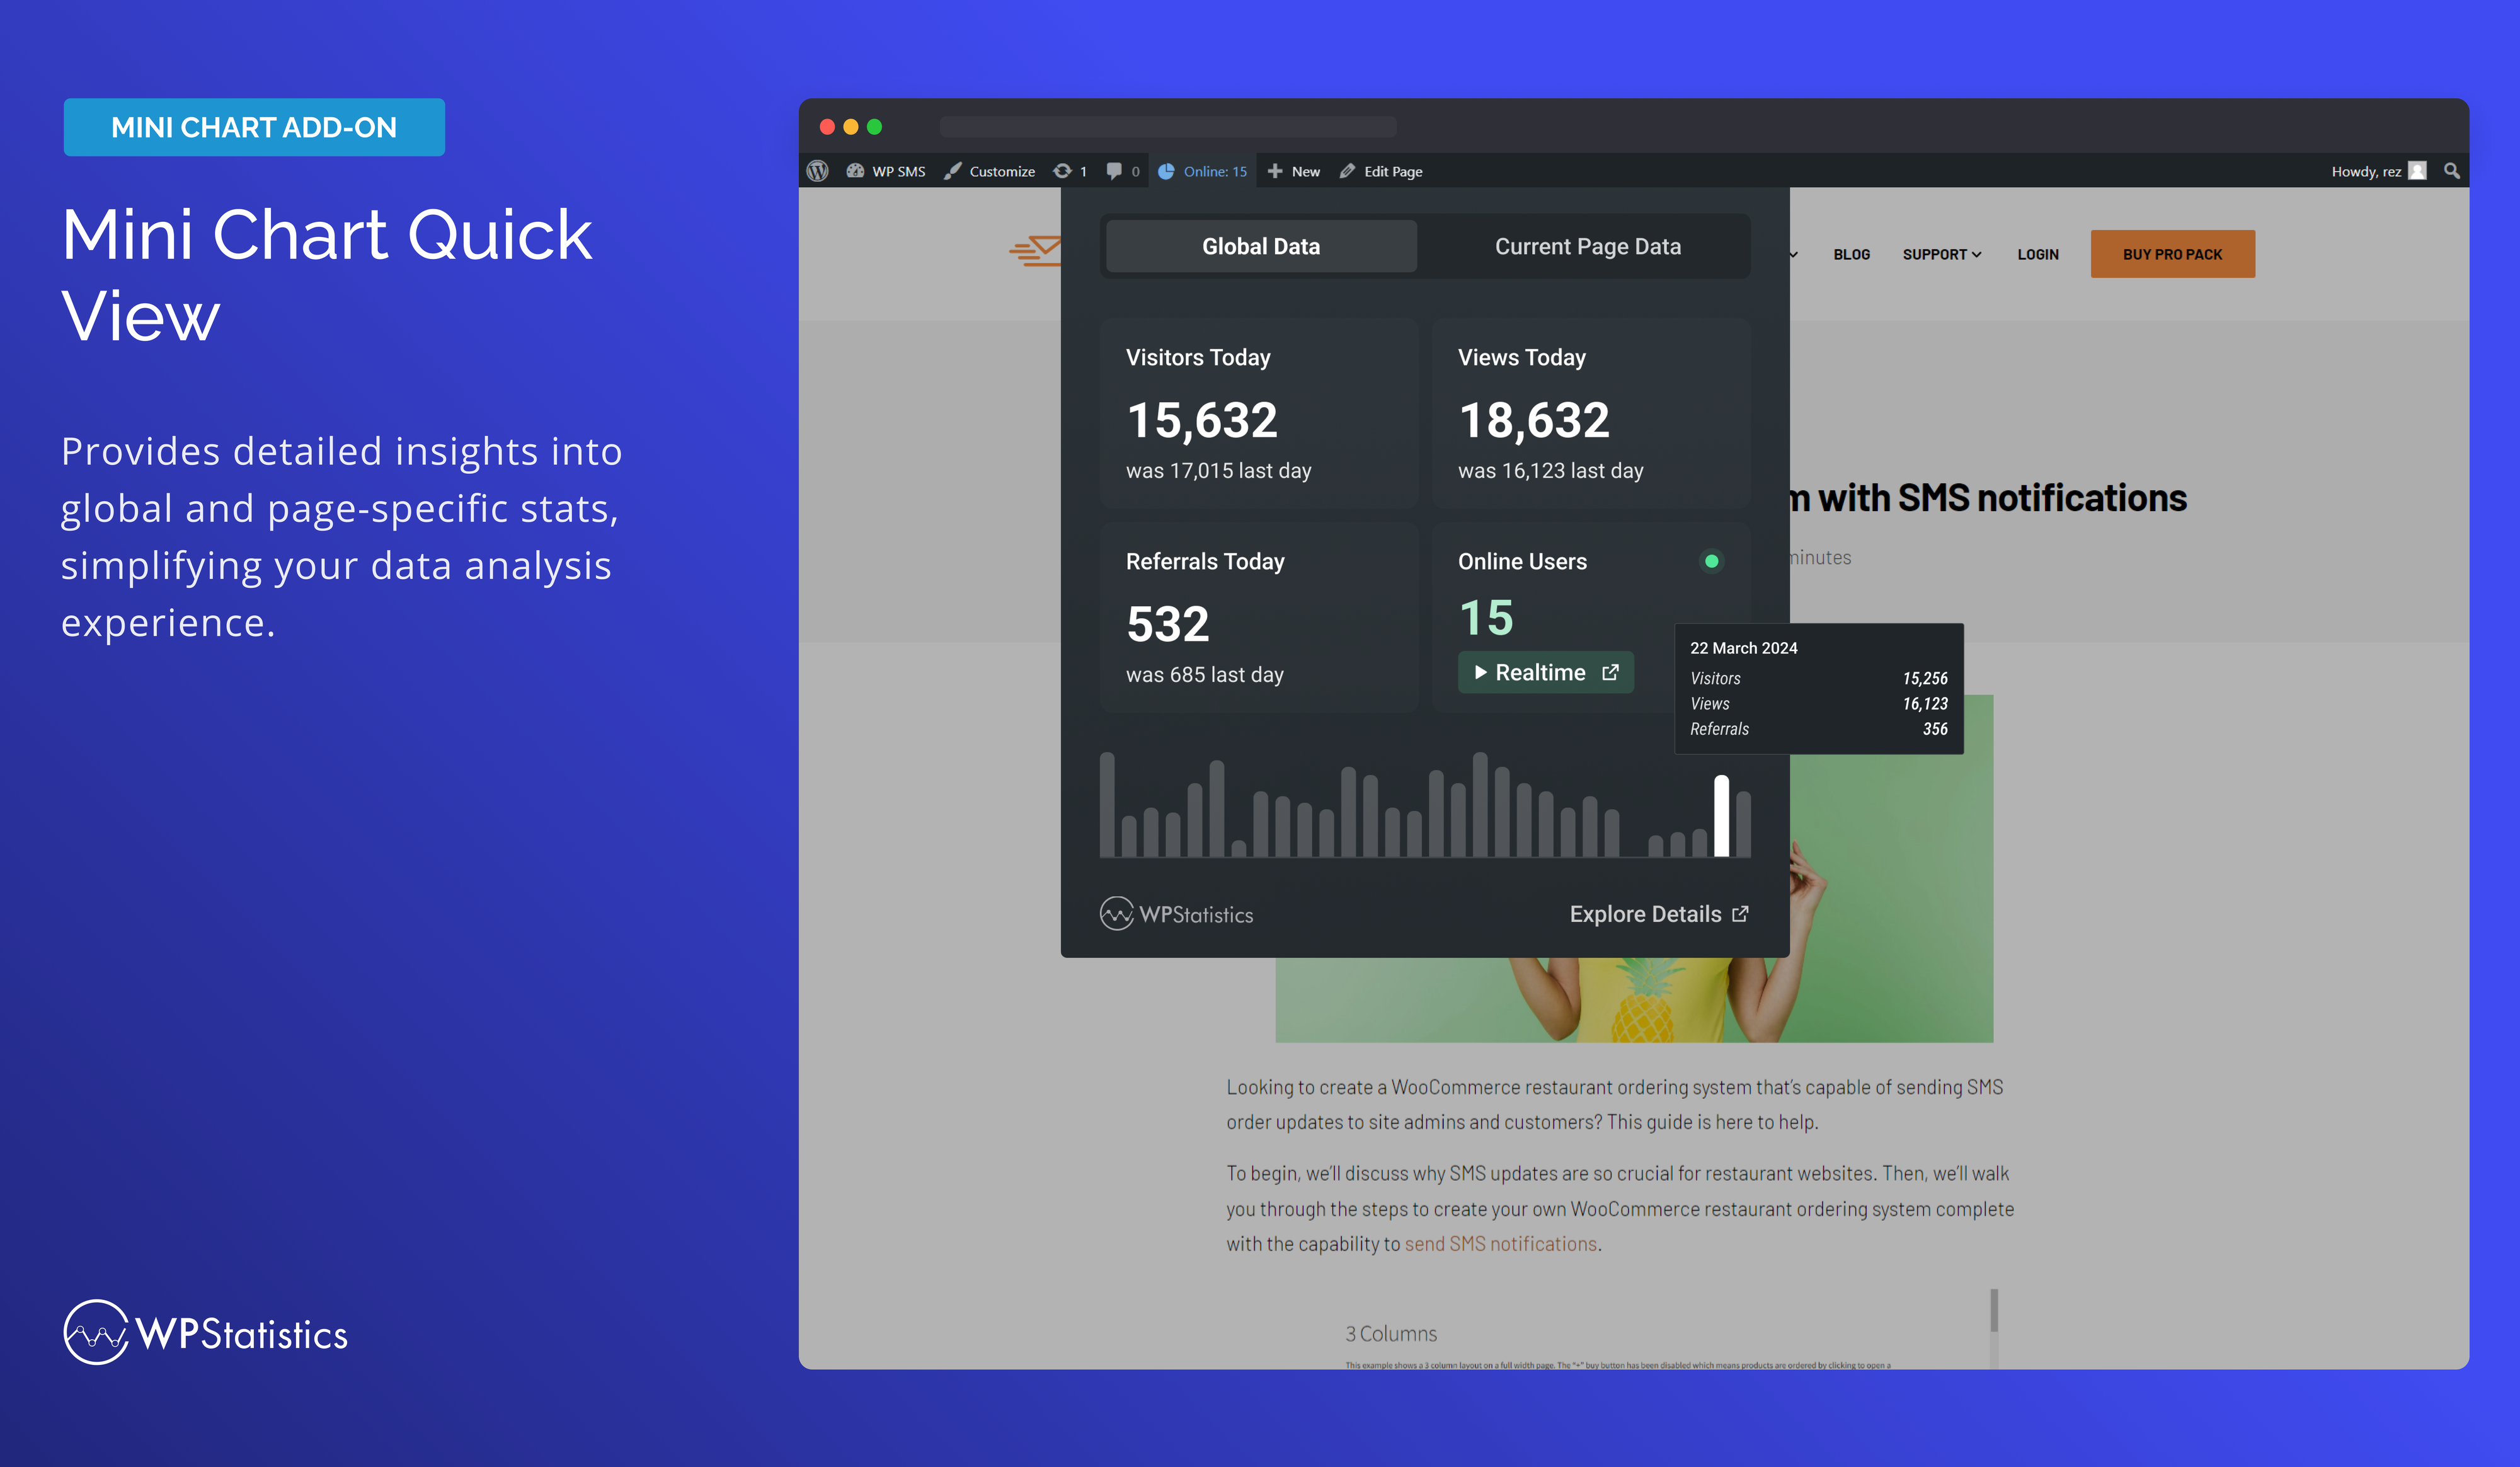 MINI CHART ADD-ON
Mini Chart Quick
View
Provides detailed insights into
global and page-specific stats,
simplifying your data analysis
experience.
WPStatistics
WP SMS
Customize
1
0
Online: 15
New
Edit Page
Howdy, rez
BLOG
SUPPORT
LOGIN
BUY PRO PACK
Global Data
Current Page Data
Visitors Today
15,632
was 17,015 last day
Views Today
18,632
was 16,123 last day
Referrals Today
532
was 685 last day
Online Users
15
Realtime
22 March 2024
Visitors 15,256
Views 16,123
Referrals 356
WPStatistics
Explore Details
with SMS notifications
minutes
Looking to create a WooCommerce restaurant ordering system that's capable of sending SMS
order updates to site admins and customers? This guide is here to help.
To begin, we'll discuss why SMS updates are so crucial for restaurant websites. Then, we'll walk
you through the steps to create your own WooCommerce restaurant ordering system complete
with the capability to send SMS notifications.
3 Columns
This example shows a 3 column layout on a full width page. The "+" buy button has been disabled which means products are ordered by clicking to open a